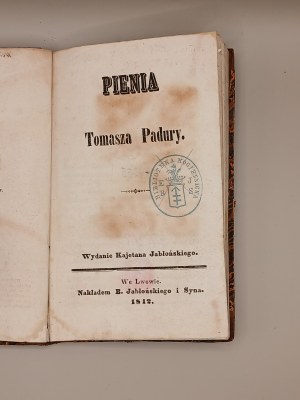 PIENIA
Tomasza Padury.
Wydanie Kajetana Jabłońskiego.
We Lwowie.
Nakładem B. Jabłońskiego i Syna.
1842.